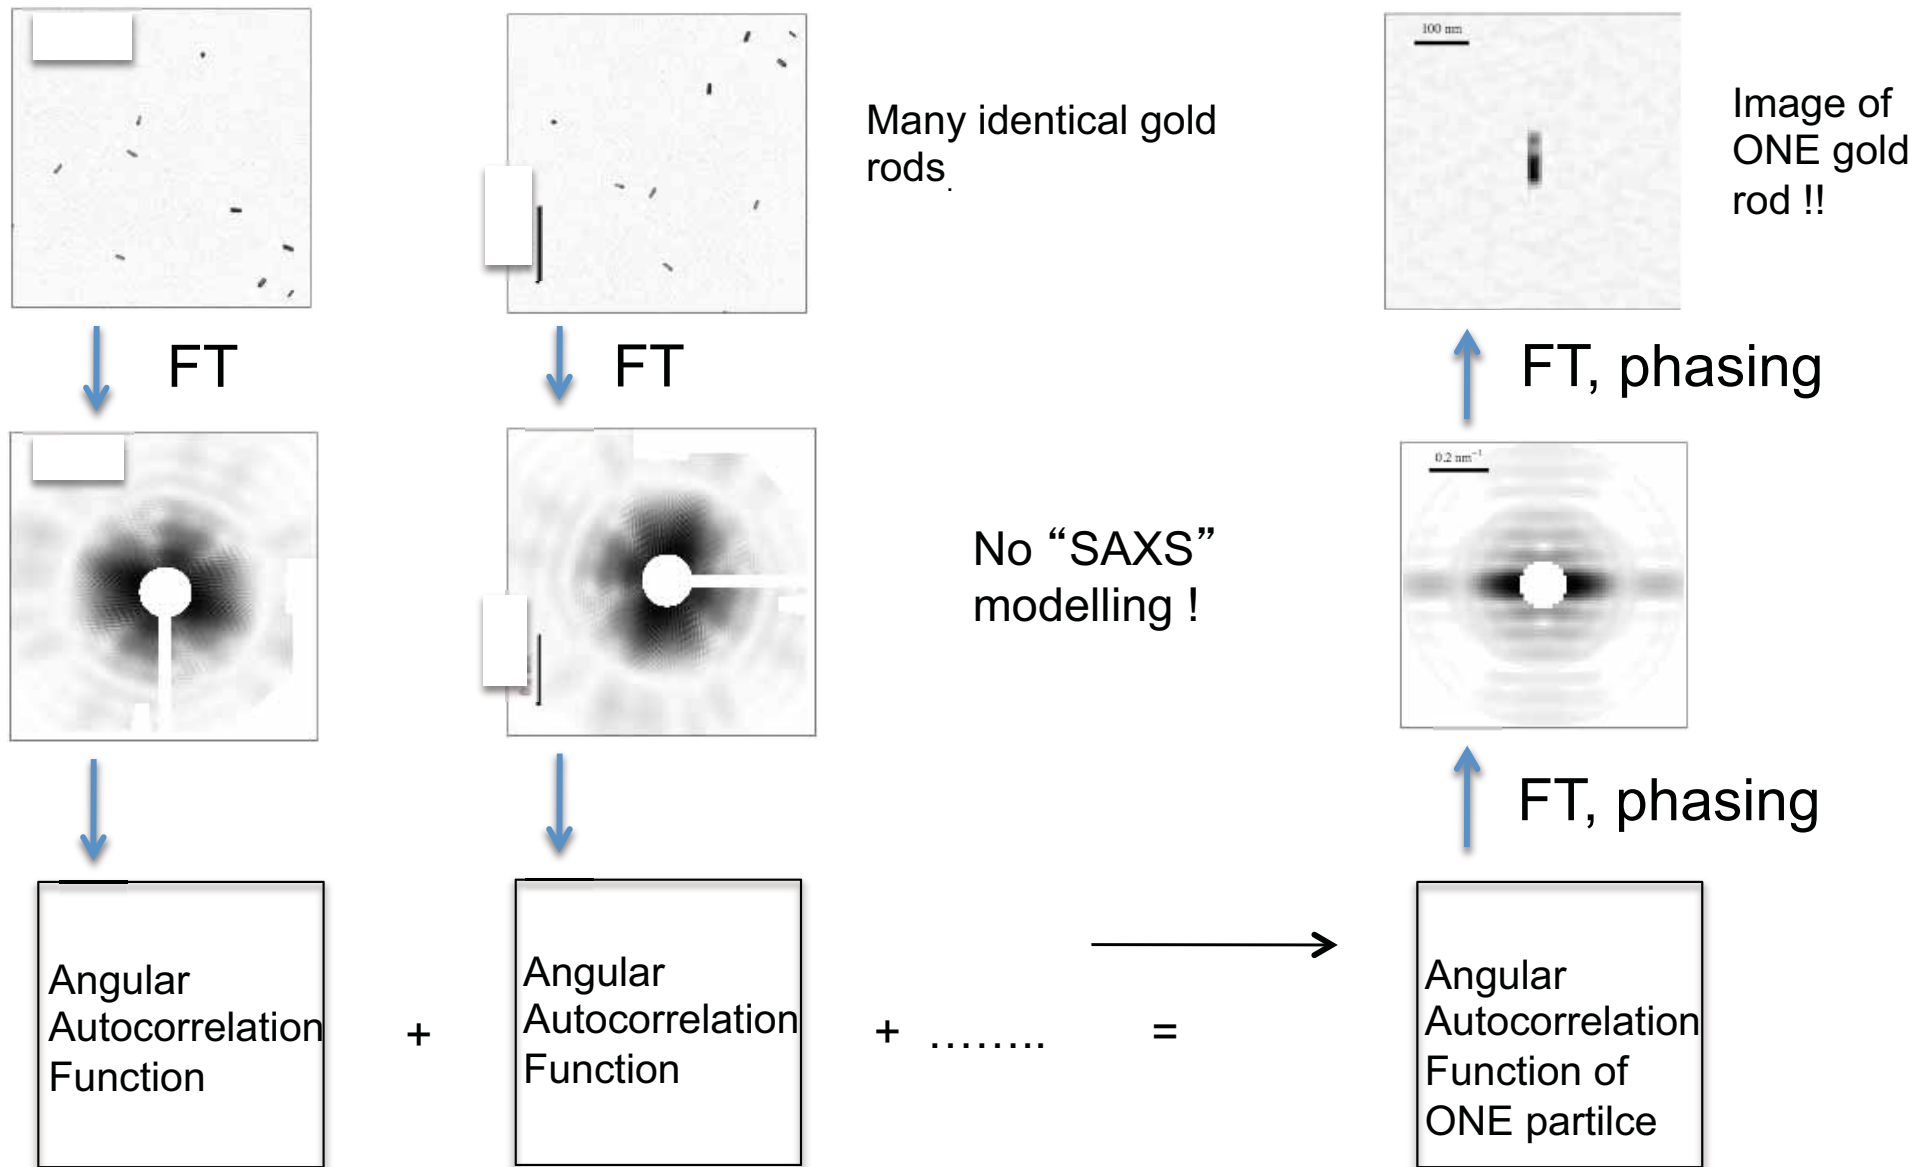 Many identical gold
rods.
100 nm
Image of
ONE gold
rod !!
FT
FT
FT, phasing
No “SAXS”
modelling !
0.2 nm⁻¹
FT, phasing
Angular
Autocorrelation
Function
+
Angular
Autocorrelation
Function
+ ........
=
Angular
Autocorrelation
Function of
ONE partilce